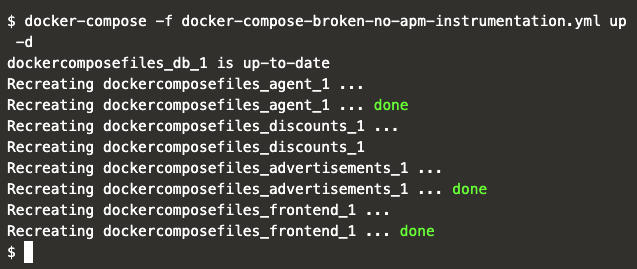 $ docker-compose -f docker-compose-broken-no-apm-instrumentation.yml up
-d
dockercomposefiles_db_1 is up-to-date
Recreating dockercomposefiles_agent_1 ...
Recreating dockercomposefiles_agent_1 ... done
Recreating dockercomposefiles_discounts_1 ...
Recreating dockercomposefiles_discounts_1
Recreating dockercomposefiles_advertisements_1 ...
Recreating dockercomposefiles_advertisements_1 ... done
Recreating dockercomposefiles_frontend_1 ...
Recreating dockercomposefiles_frontend_1 ... done
$